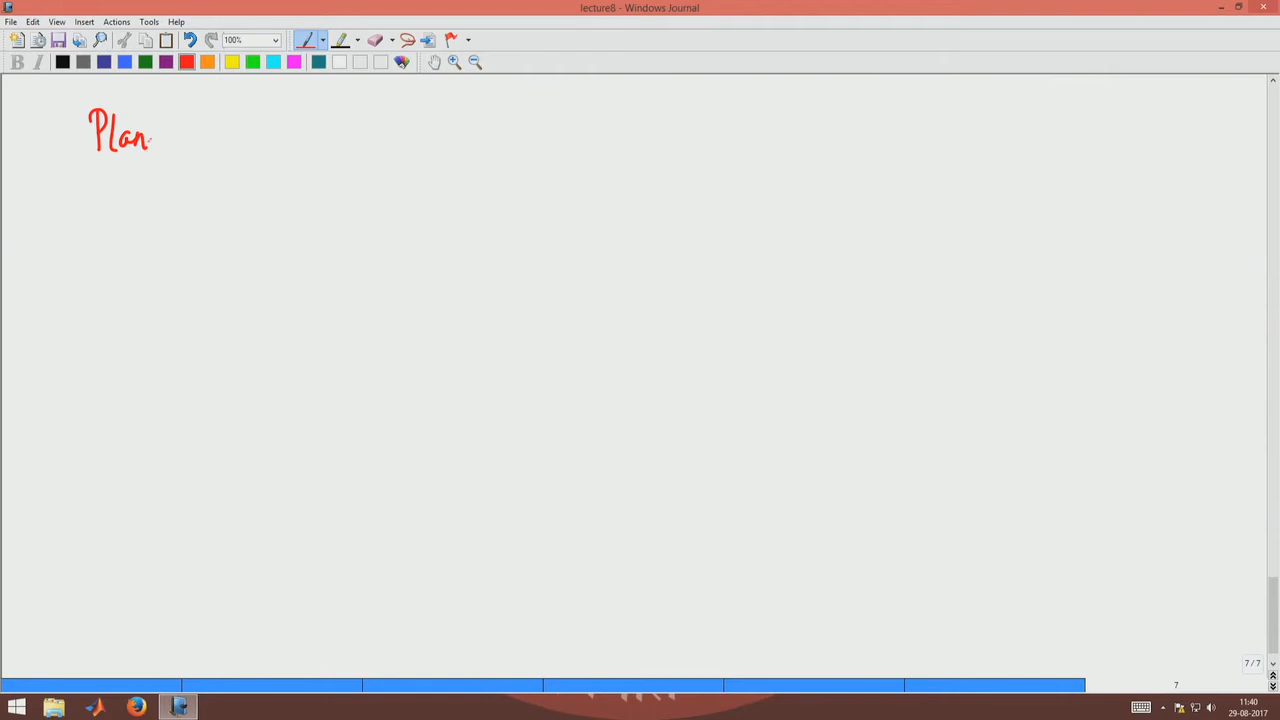 lecture8 - Windows Journal
File Edit View Insert Actions Tools Help
100%
B I
Plan
7 / 7
7
11:40
29-08-2017